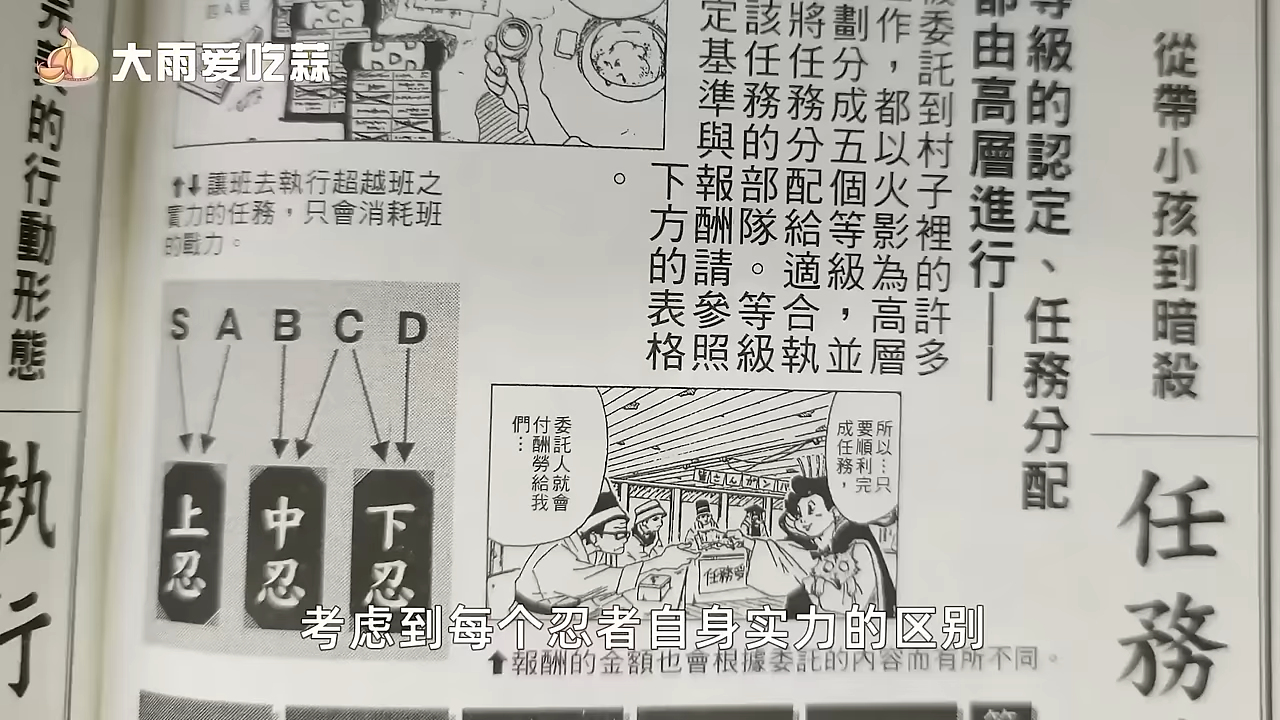 大雨爱吃蒜
從帶小孩到暗殺
任務
等級的認定、任務分配
都由高層進行——
被委託到村子裡的許多
工作，都以火影為高層
劃分成五個等級，並
將任務分配給適合執
該任務的部隊。等級
定基準與報酬請參照
下方的表格
。
⬆⬇讓班去執行超越班之
實力的任務，只會消耗班
的戰力。
S A B C D
上忍
中忍
下忍
所以…只
要順利完
成任務，
委託人就會
付酬勞給我
們…
任務受
⬆報酬的金額也會根據委託的內容而有所不同。
的行動形態
執行
C
D
考虑到每个忍者自身实力的区别